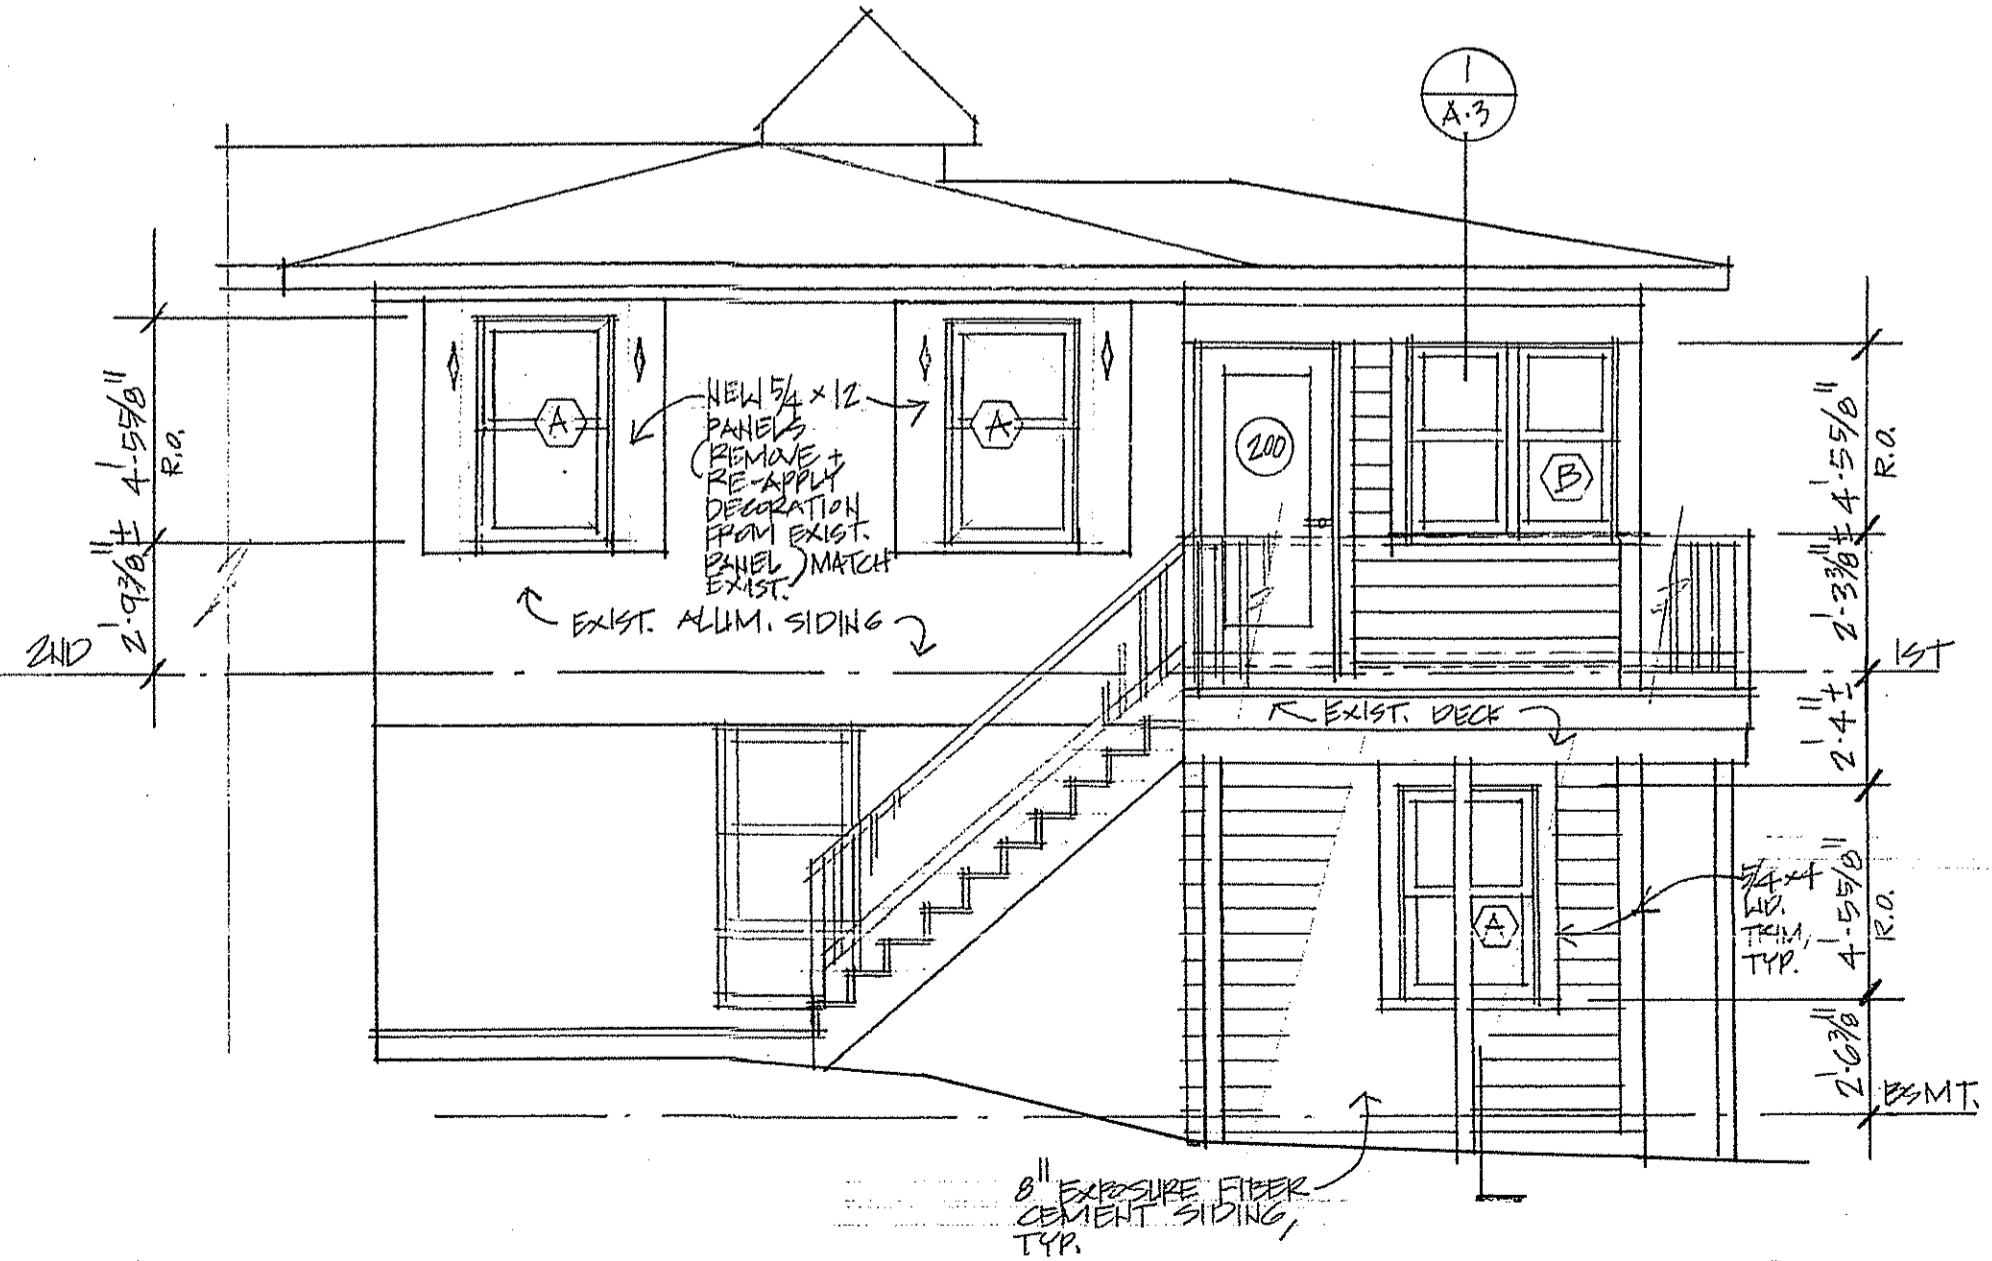 1
A.3
NEW 5/4 x 12
PANELS
(REMOVE +
RE-APPLY
DECORATION
FROM EXIST.
PANEL) MATCH
EXIST.
A
A
200
B
4'-5 5/8"
R.O.
2'-9 3/8" ±
2ND
EXIST. ALUM. SIDING
4'-5 5/8"
R.O.
2'-3 3/8" ±
1ST
EXIST. DECK
2'-4" ±
5/4 x 4
WD.
TRIM,
TYP.
4'-5 5/8"
R.O.
A
2'-6 3/8"
BSMT.
8" EXPOSURE FIBER
CEMENT SIDING,
TYP.